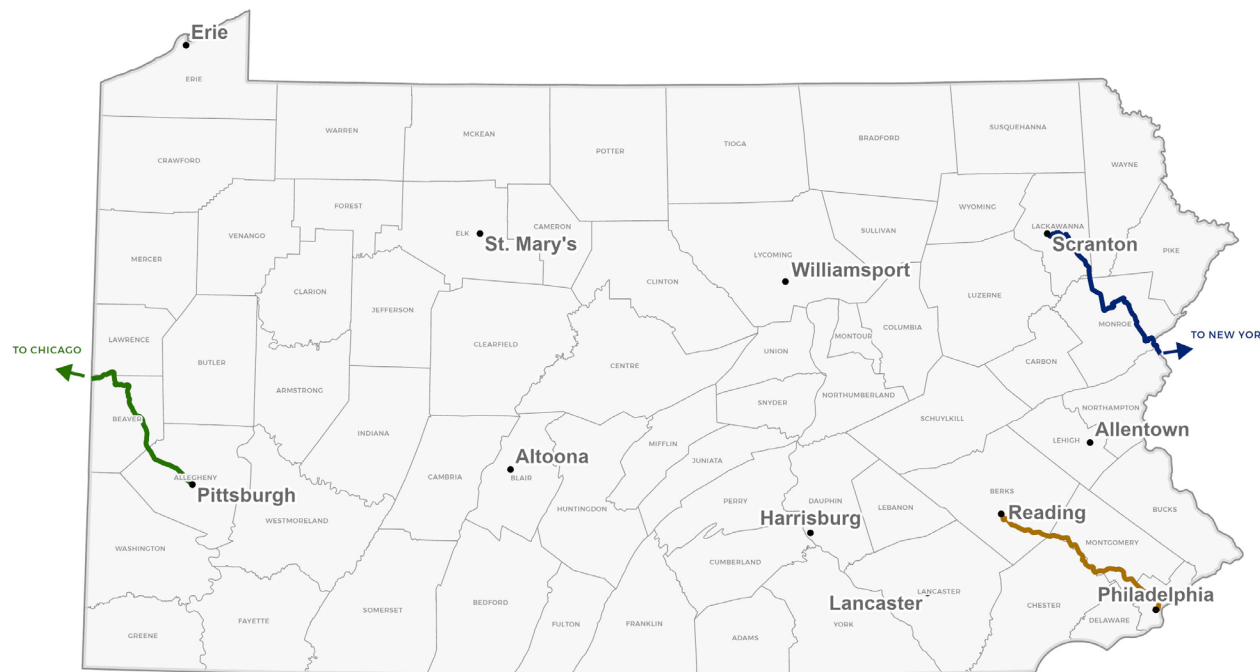 Erie
ERIE
WARREN
MCKEAN
POTTER
TIOGA
BRADFORD
SUSQUEHANNA
WAYNE
CRAWFORD
FOREST
VENANGO
ELK
St. Mary's
CAMERON
LYCOMING
Williamsport
SULLIVAN
WYOMING
LACKAWANNA
Scranton
PIKE
MERCER
CLARION
JEFFERSON
CLINTON
LUZERNE
MONROE
TO NEW YOR
TO CHICAGO
LAWRENCE
BUTLER
CLEARFIELD
CENTRE
UNION
MONTOUR
COLUMBIA
CARBON
ARMSTRONG
SNYDER
NORTHUMBERLAND
NORTHAMPTON
BEAVER
INDIANA
SCHUYLKILL
Allentown
LEHIGH
MIFFLIN
JUNIATA
Altoona
BLAIR
CAMBRIA
ALLEGHENY
Pittsburgh
HUNTINGDON
PERRY
DAUPHIN
LEBANON
BERKS
Reading
BUCKS
WESTMORELAND
Harrisburg
MONTGOMERY
WASHINGTON
CUMBERLAND
Lancaster
LANCASTER
CHESTER
Philadelphia
DELAWARE
GREENE
FAYETTE
SOMERSET
BEDFORD
FULTON
FRANKLIN
ADAMS
YORK